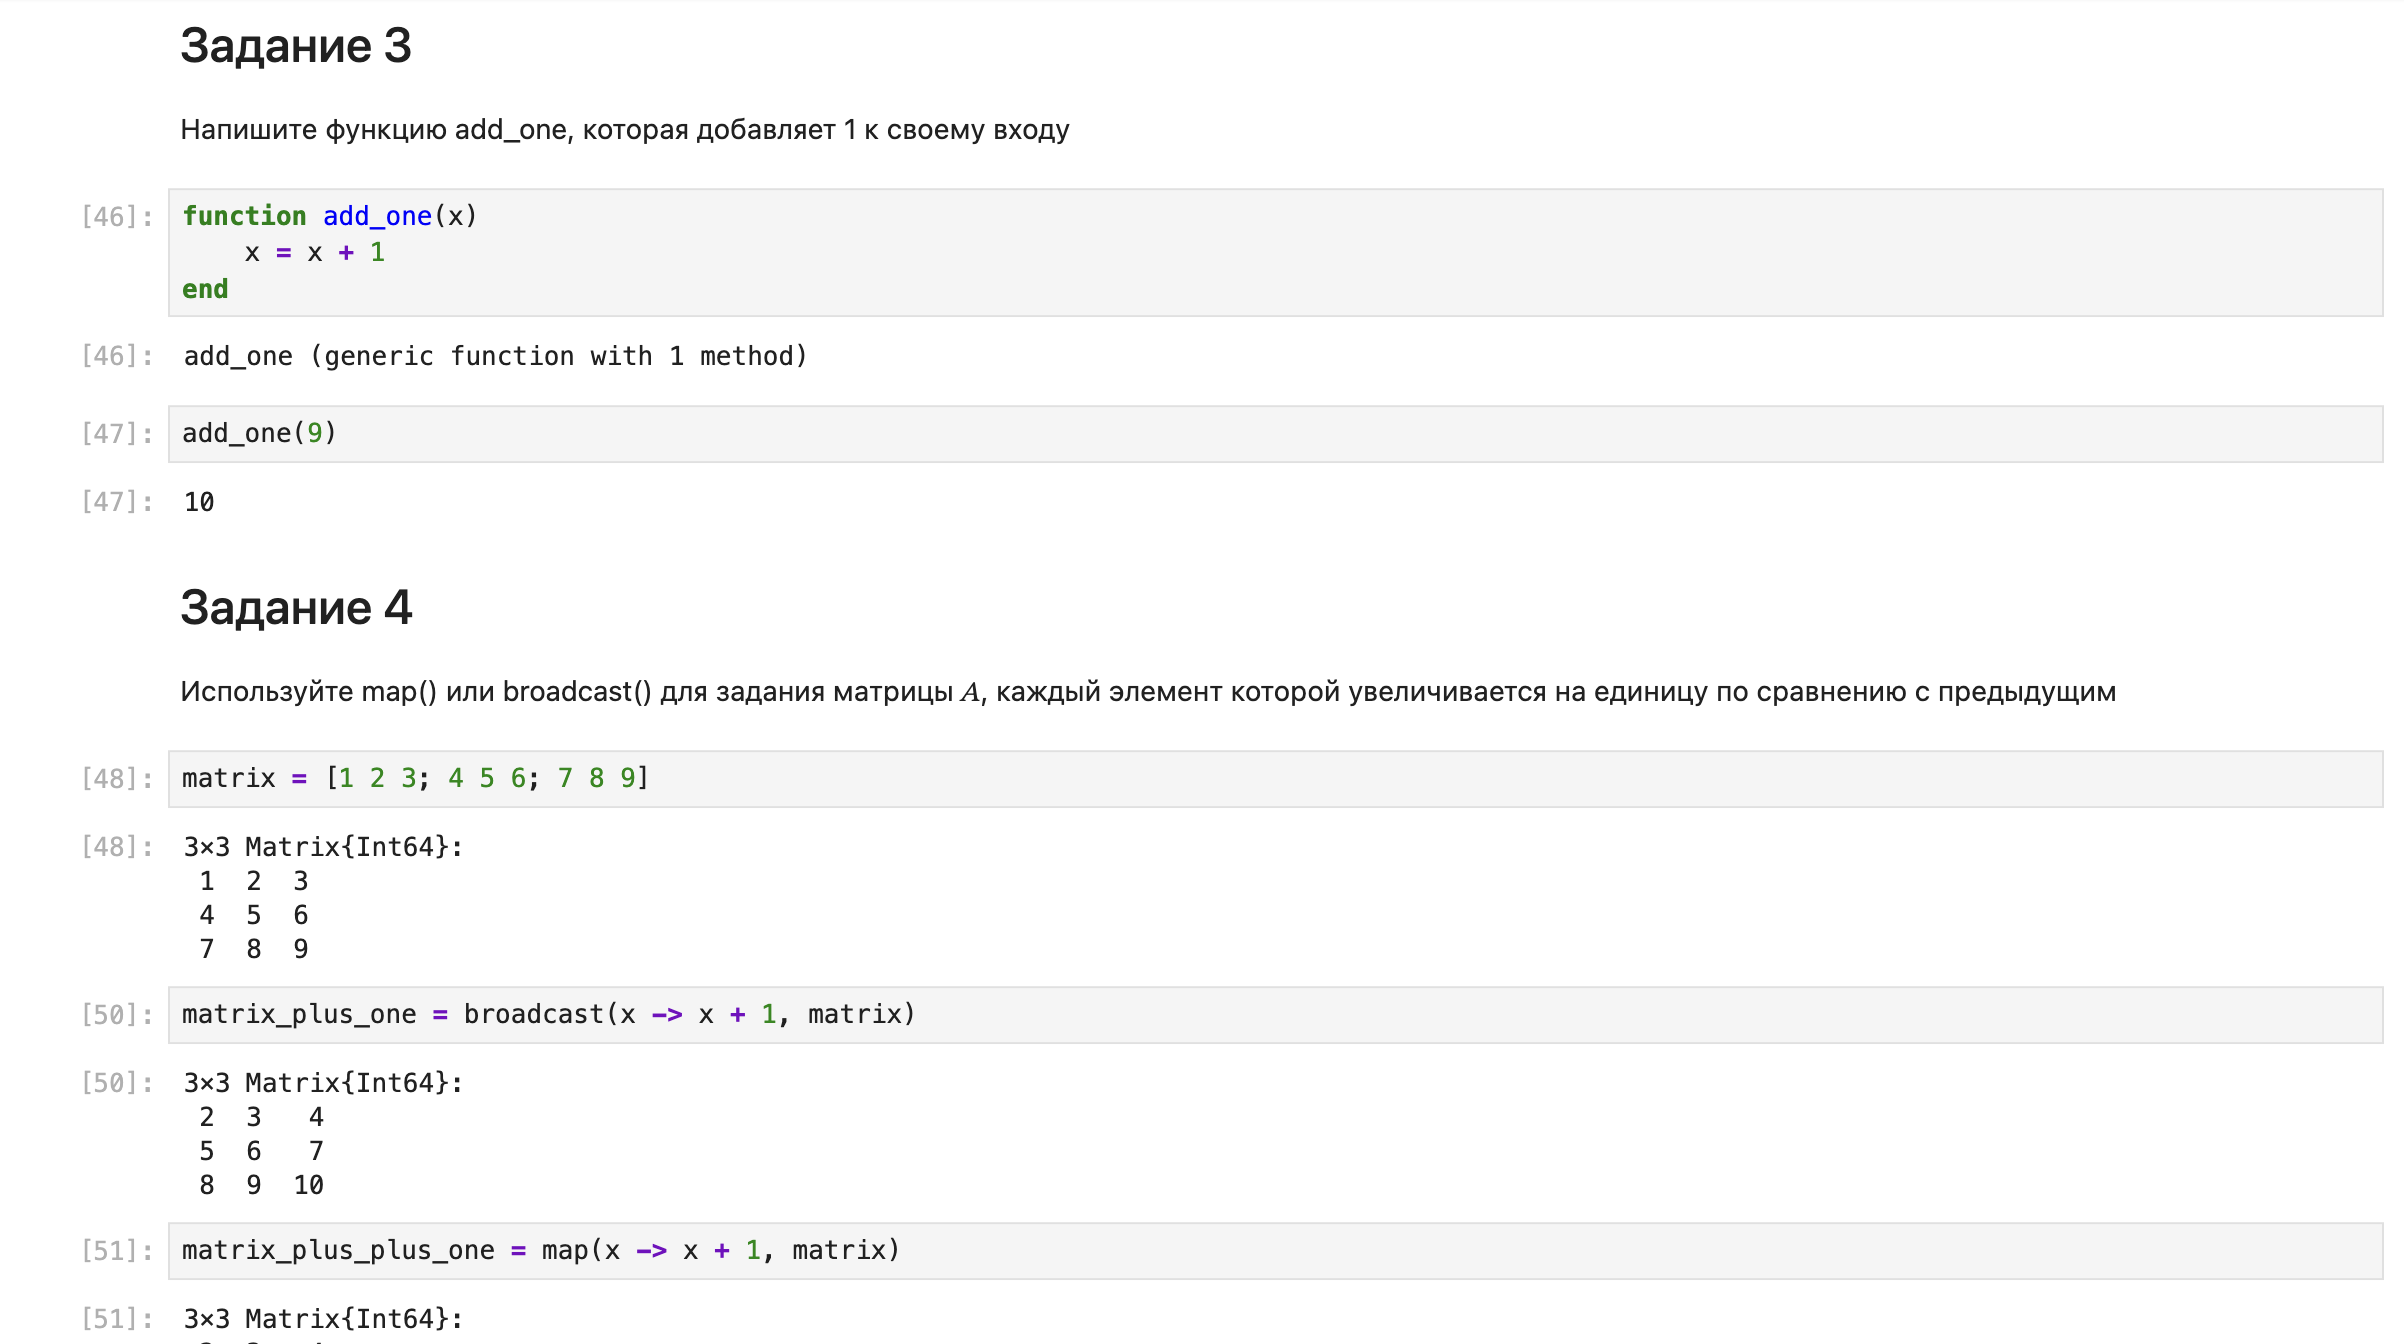 Задание 3
Напишите функцию add_one, которая добавляет 1 к своему входу
[46]: function add_one(x)
    x = x + 1
end
[46]: add_one (generic function with 1 method)
[47]: add_one(9)
[47]: 10
Задание 4
Используйте map() или broadcast() для задания матрицы A, каждый элемент которой увеличивается на единицу по сравнению с предыдущим
[48]: matrix = [1 2 3; 4 5 6; 7 8 9]
[48]: 3×3 Matrix{Int64}:
 1  2  3
 4  5  6
 7  8  9
[50]: matrix_plus_one = broadcast(x -> x + 1, matrix)
[50]: 3×3 Matrix{Int64}:
 2  3   4
 5  6   7
 8  9  10
[51]: matrix_plus_plus_one = map(x -> x + 1, matrix)
[51]: 3×3 Matrix{Int64}: